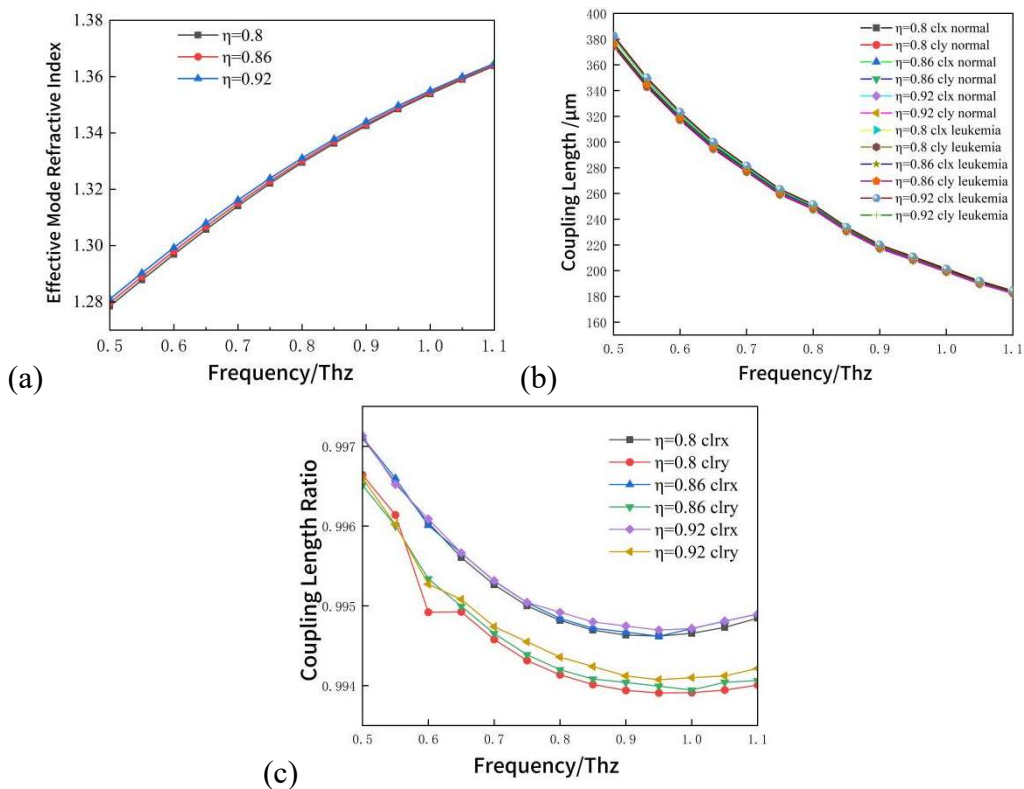 1.38
1.36
1.34
1.32
1.30
1.28
Effective Mode Refractive Index
η=0.8
η=0.86
η=0.92
0.5 0.6 0.7 0.8 0.9 1.0 1.1
Frequency/Thz
(a)
400
380
360
340
320
300
280
260
240
220
200
180
160
Coupling Length /μm
η=0.8 clx normal
η=0.8 cly normal
η=0.86 clx normal
η=0.86 cly normal
η=0.92 clx normal
η=0.92 cly normal
η=0.8 clx leukemia
η=0.8 cly leukemia
η=0.86 clx leukemia
η=0.86 cly leukemia
η=0.92 clx leukemia
η=0.92 cly leukemia
0.5 0.6 0.7 0.8 0.9 1.0 1.1
Frequency/Thz
(b)
0.997
0.996
0.995
0.994
Coupling Length Ratio
η=0.8 clrx
η=0.8 clry
η=0.86 clrx
η=0.86 clry
η=0.92 clrx
η=0.92 clry
0.5 0.6 0.7 0.8 0.9 1.0 1.1
Frequency/Thz
(c)